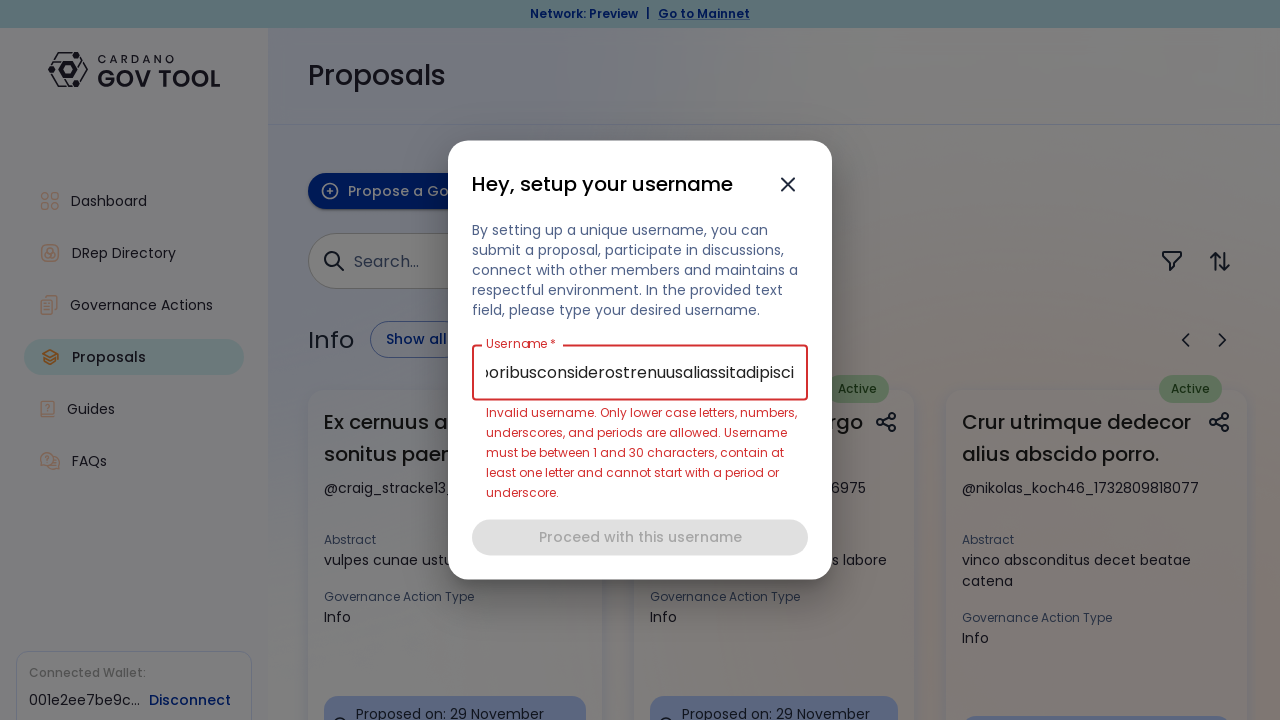 Network: Preview | Go to Mainnet
CARDANO
GOV TOOL
Proposals
Dashboard
DRep Directory
Governance Actions
Proposals
Guides
FAQs
Connected Wallet:
001e2ee7be9c... Disconnect
Propose a Go
Search...
Info
Show all
Hey, setup your username
By setting up a unique username, you can
submit a proposal, participate in discussions,
connect with other members and maintains a
respectful environment. In the provided text
field, please type your desired username.
Username *
oribusconsiderostrenuusaliassitadipisci
Invalid username. Only lower case letters, numbers,
underscores, and periods are allowed. Username
must be between 1 and 30 characters, contain at
least one letter and cannot start with a period or
underscore.
Proceed with this username
Ex cernuus a
sonitus paer
@craig_stracke13_
Abstract
vulpes cunae ustu
Governance Action Type
Info
Proposed on: 29 November
Active
rgo
6975
s labore
Governance Action Type
Info
Proposed on: 29 November
Active
Crur utrimque dedecor
alius abscido porro.
@nikolas_koch46_1732809818077
Abstract
vinco absconditus decet beatae
catena
Governance Action Type
Info